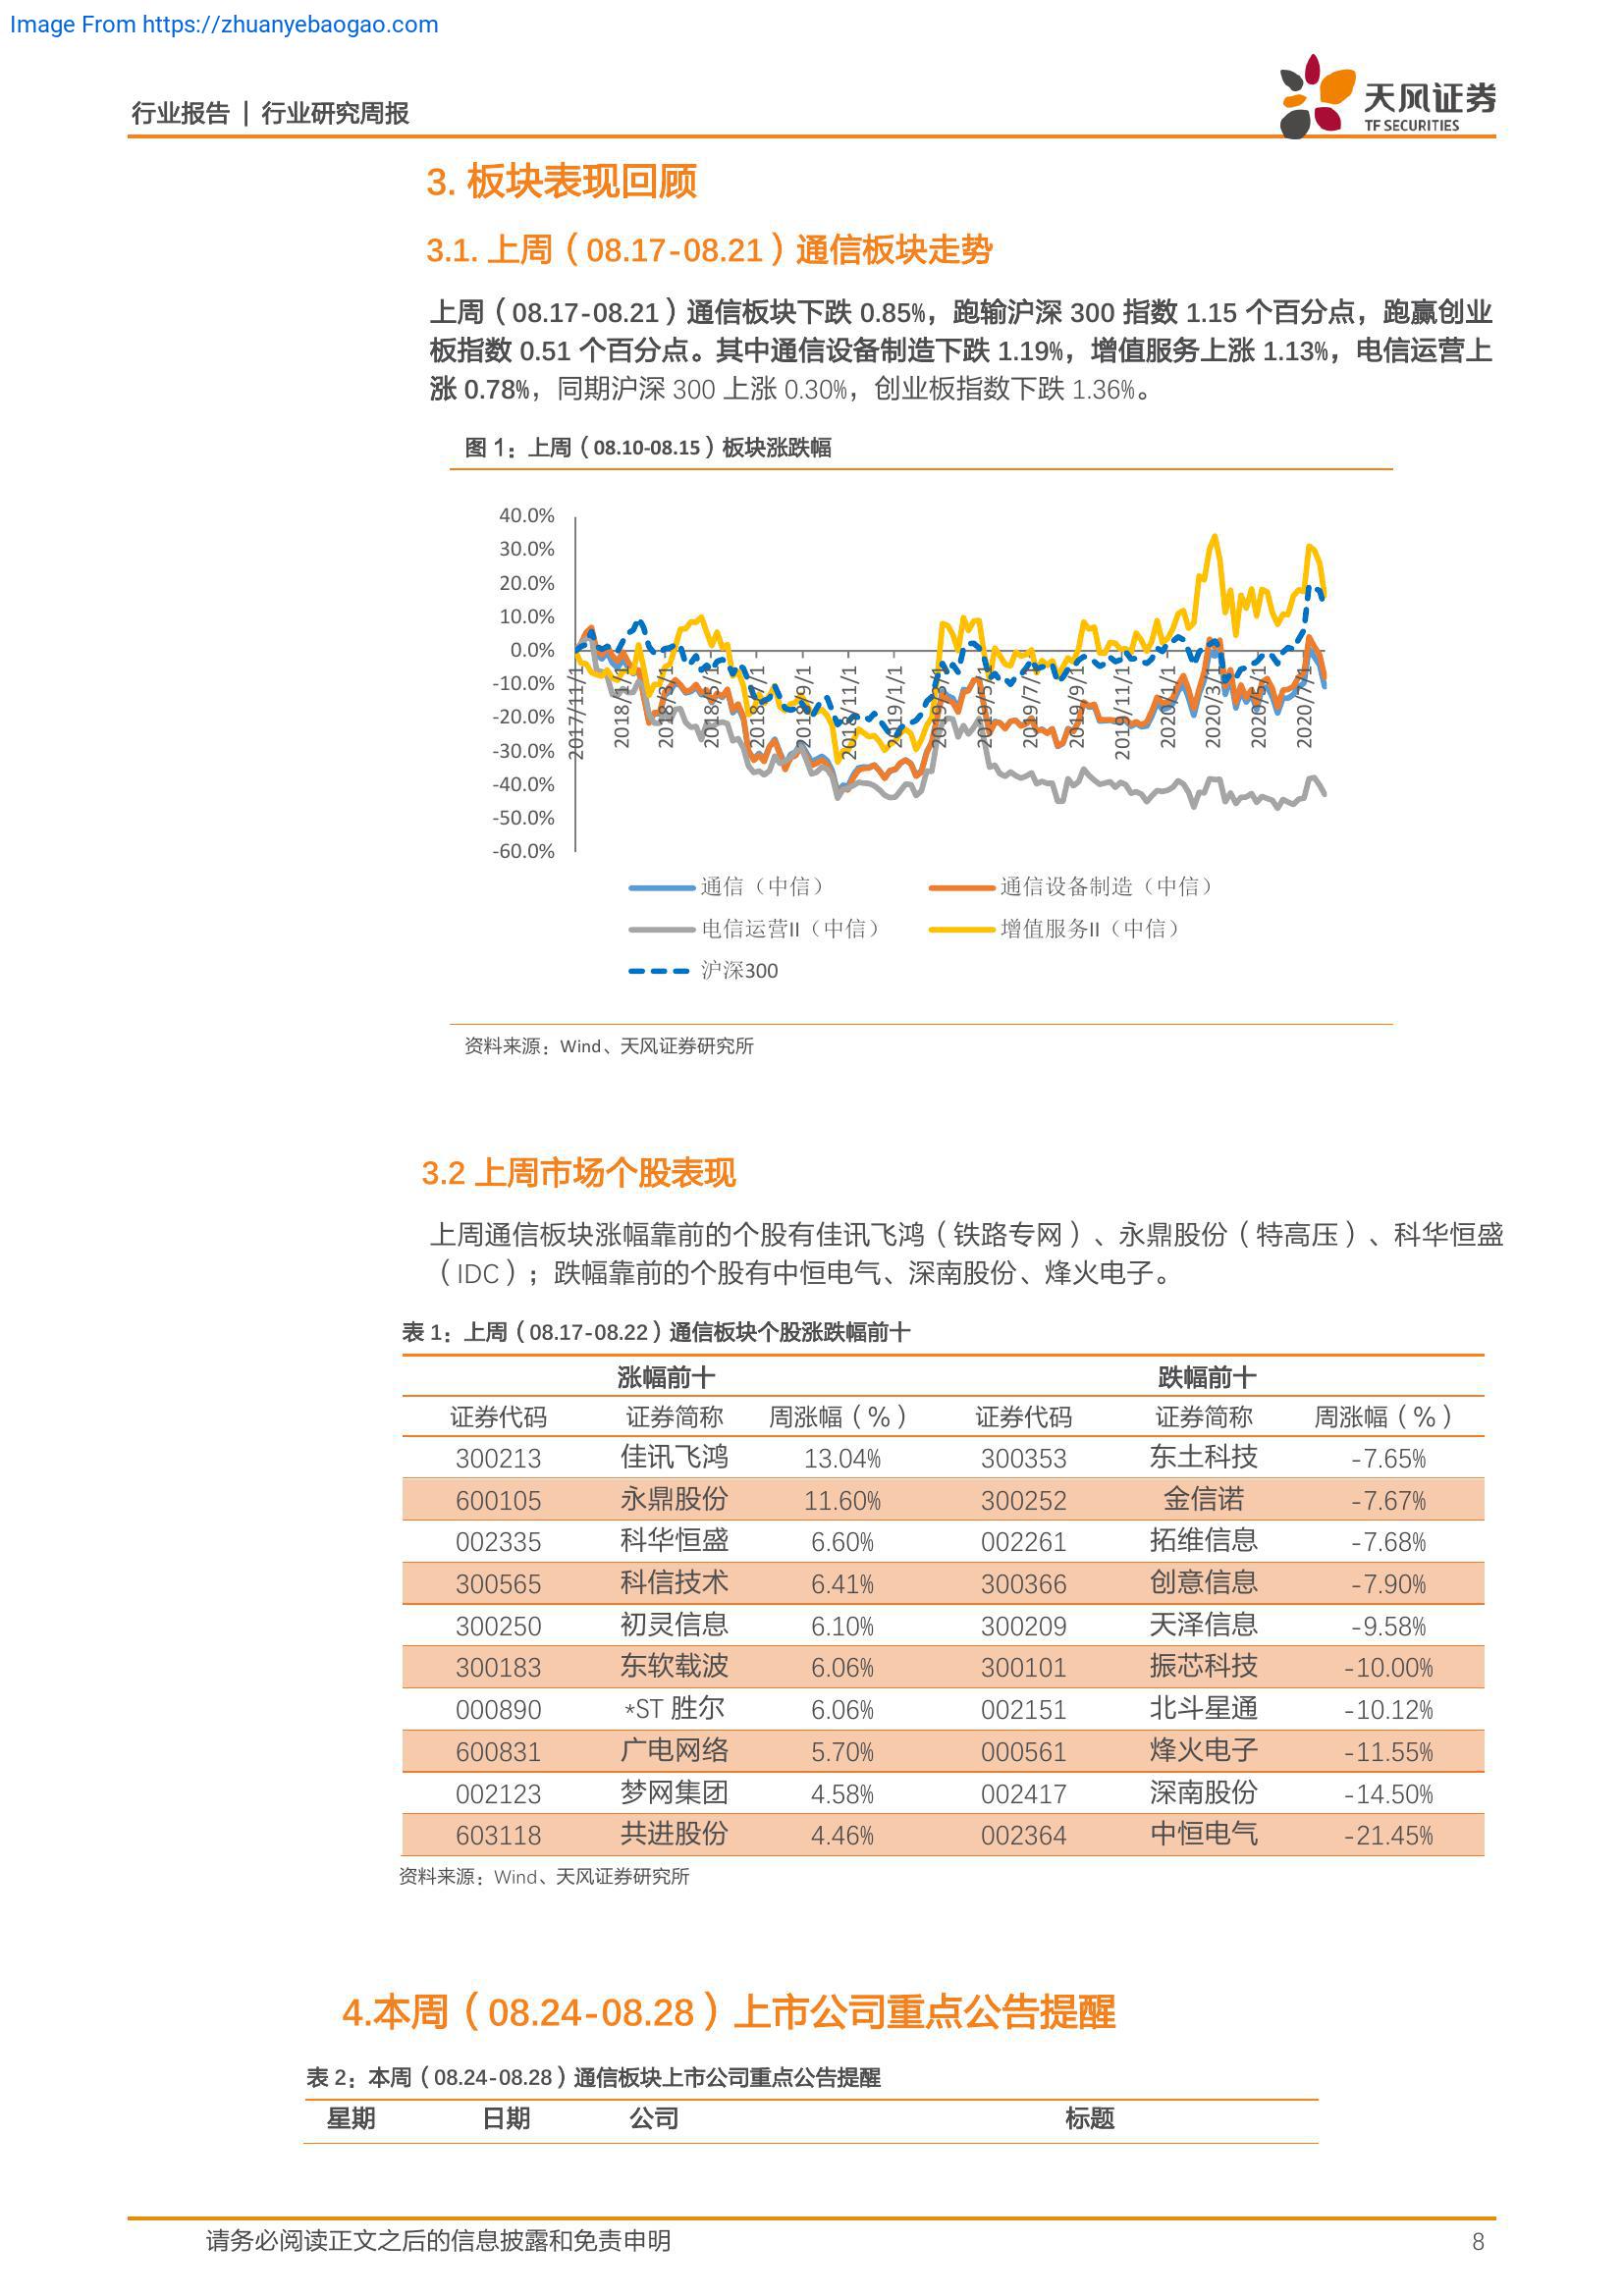 Image From https://zhuanyebaogao.com
行业报告 | 行业研究周报
天风证券
TF SECURITIES
3. 板块表现回顾
3.1. 上周（08.17-08.21）通信板块走势
上周（08.17-08.21）通信板块下跌 0.85%，跑输沪深 300 指数 1.15 个百分点，跑赢创业
板指数 0.51 个百分点。其中通信设备制造下跌 1.19%，增值服务上涨 1.13%，电信运营上
涨 0.78%，同期沪深 300 上涨 0.30%，创业板指数下跌 1.36%。
图 1：上周（08.10-08.15）板块涨跌幅
40.0%
30.0%
20.0%
10.0%
0.0%
-10.0%
-20.0%
-30.0%
-40.0%
-50.0%
-60.0%
2017/11/1
2018/1/1
2018/3/1
2018/5/1
2018/7/1
2018/9/1
2018/11/1
2019/1/1
2019/3/1
2019/5/1
2019/7/1
2019/9/1
2019/11/1
2020/1/1
2020/3/1
2020/5/1
2020/7/1
通信（中信） 通信设备制造（中信）
电信运营II（中信） 增值服务II（中信）
沪深300
资料来源：Wind、天风证券研究所
3.2 上周市场个股表现
上周通信板块涨幅靠前的个股有佳讯飞鸿（铁路专网）、永鼎股份（特高压）、科华恒盛
（IDC）；跌幅靠前的个股有中恒电气、深南股份、烽火电子。
表 1：上周（08.17-08.22）通信板块个股涨跌幅前十
涨幅前十 跌幅前十
证券代码 证券简称 周涨幅（%） 证券代码 证券简称 周涨幅（%）
300213 佳讯飞鸿 13.04% 300353 东土科技 -7.65%
600105 永鼎股份 11.60% 300252 金信诺 -7.67%
002335 科华恒盛 6.60% 002261 拓维信息 -7.68%
300565 科信技术 6.41% 300366 创意信息 -7.90%
300250 初灵信息 6.10% 300209 天泽信息 -9.58%
300183 东软载波 6.06% 300101 振芯科技 -10.00%
000890 *ST 胜尔 6.06% 002151 北斗星通 -10.12%
600831 广电网络 5.70% 000561 烽火电子 -11.55%
002123 梦网集团 4.58% 002417 深南股份 -14.50%
603118 共进股份 4.46% 002364 中恒电气 -21.45%
资料来源：Wind、天风证券研究所
4.本周（08.24-08.28）上市公司重点公告提醒
表 2：本周（08.24-08.28）通信板块上市公司重点公告提醒
星期 日期 公司 标题
请务必阅读正文之后的信息披露和免责申明 8